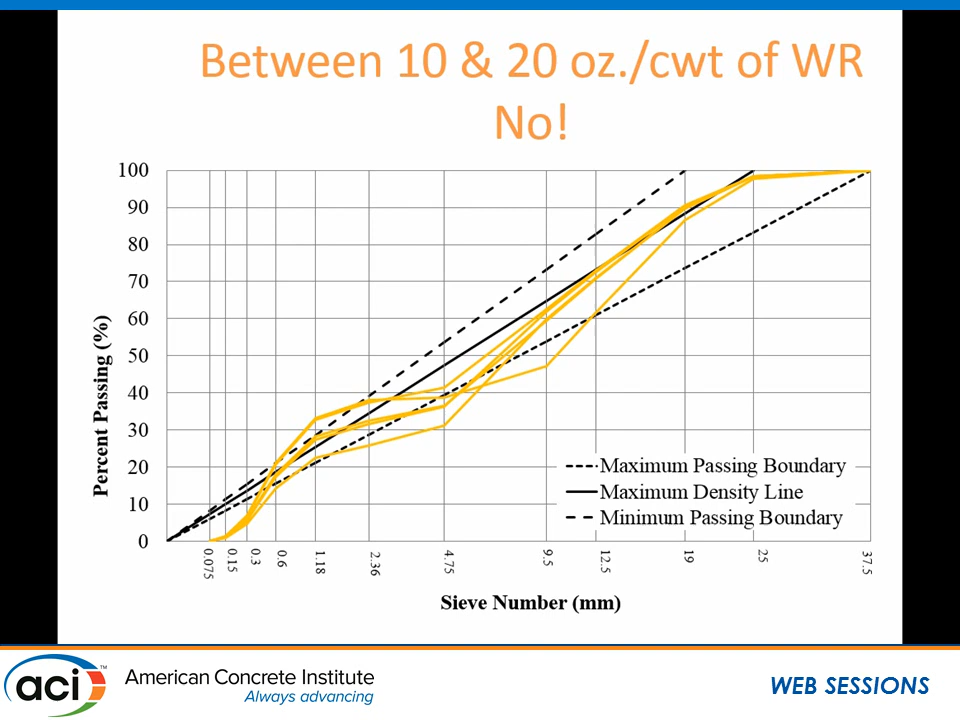 Between 10 & 20 oz./cwt of WR
No!
100
90
80
70
60
50
40
30
20
10
0
Percent Passing (%)
Maximum Passing Boundary
Maximum Density Line
Minimum Passing Boundary
0.075
0.15
0.3
0.6
1.18
2.36
4.75
9.5
12.5
19
25
37.5
Sieve Number (mm)
aci™
American Concrete Institute
Always advancing
WEB SESSIONS